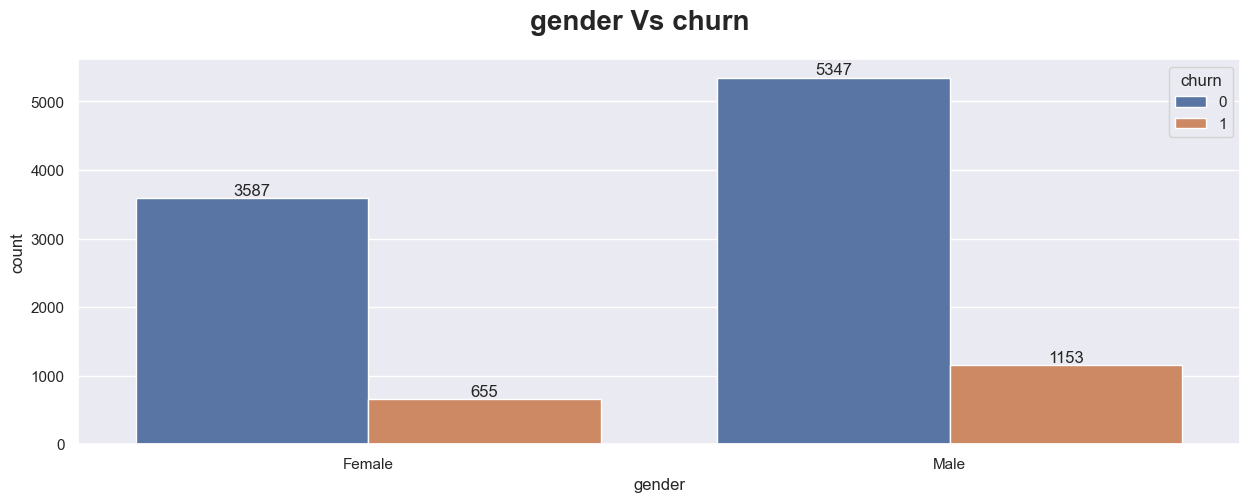 gender Vs churn
5347
churn
0
1
5000
4000
3587
3000
count
2000
1153
1000
655
0
Female
Male
gender